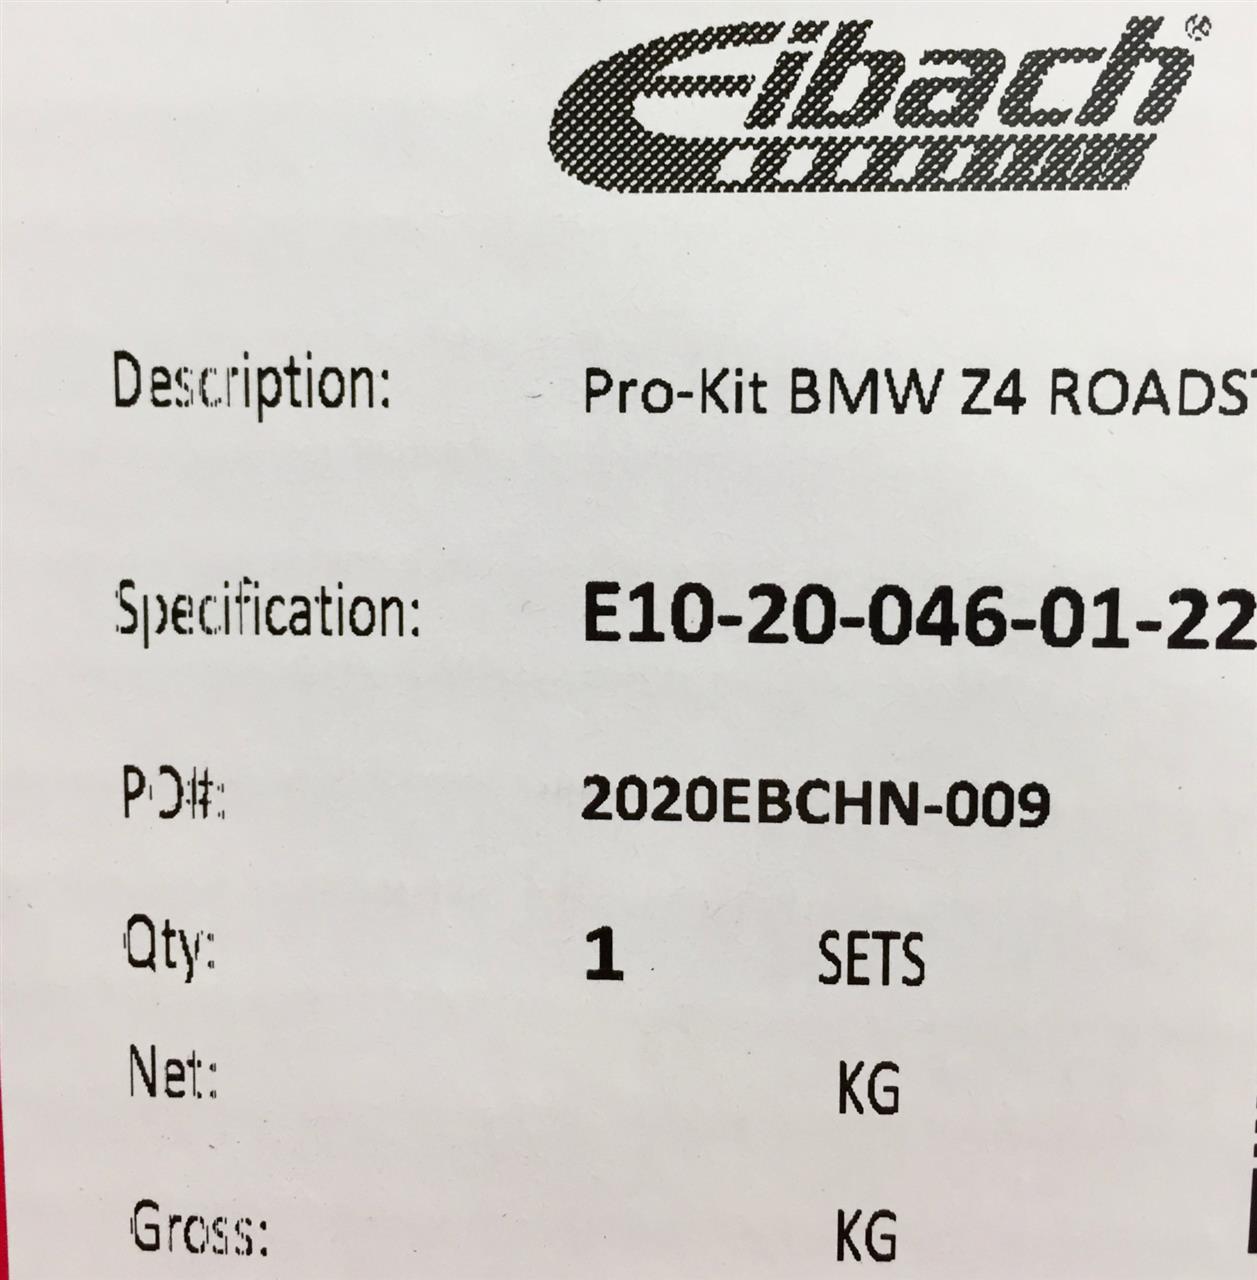 Eibach®
Description: Pro-Kit BMW Z4 ROADST
Specification: E10-20-046-01-22
PO#: 2020EBCHN-009
Qty: 1 SETS
Net: KG
Gross: KG